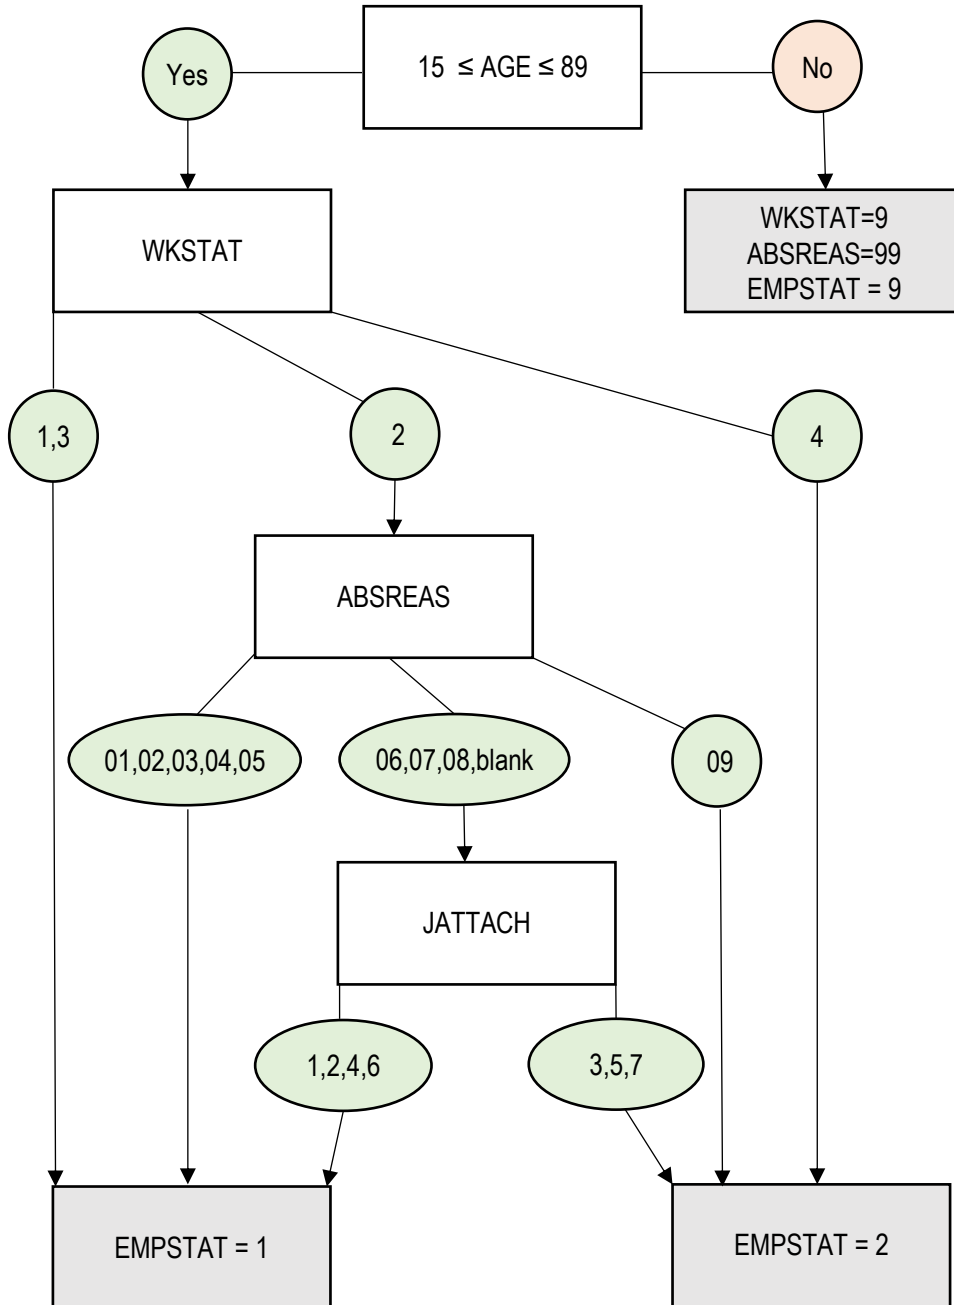 15 ≤ AGE ≤ 89
Yes
No
WKSTAT
WKSTAT=9
ABSREAS=99
EMPSTAT = 9
1,3
2
4
ABSREAS
01,02,03,04,05
06,07,08,blank
09
JATTACH
1,2,4,6
3,5,7
EMPSTAT = 1
EMPSTAT = 2